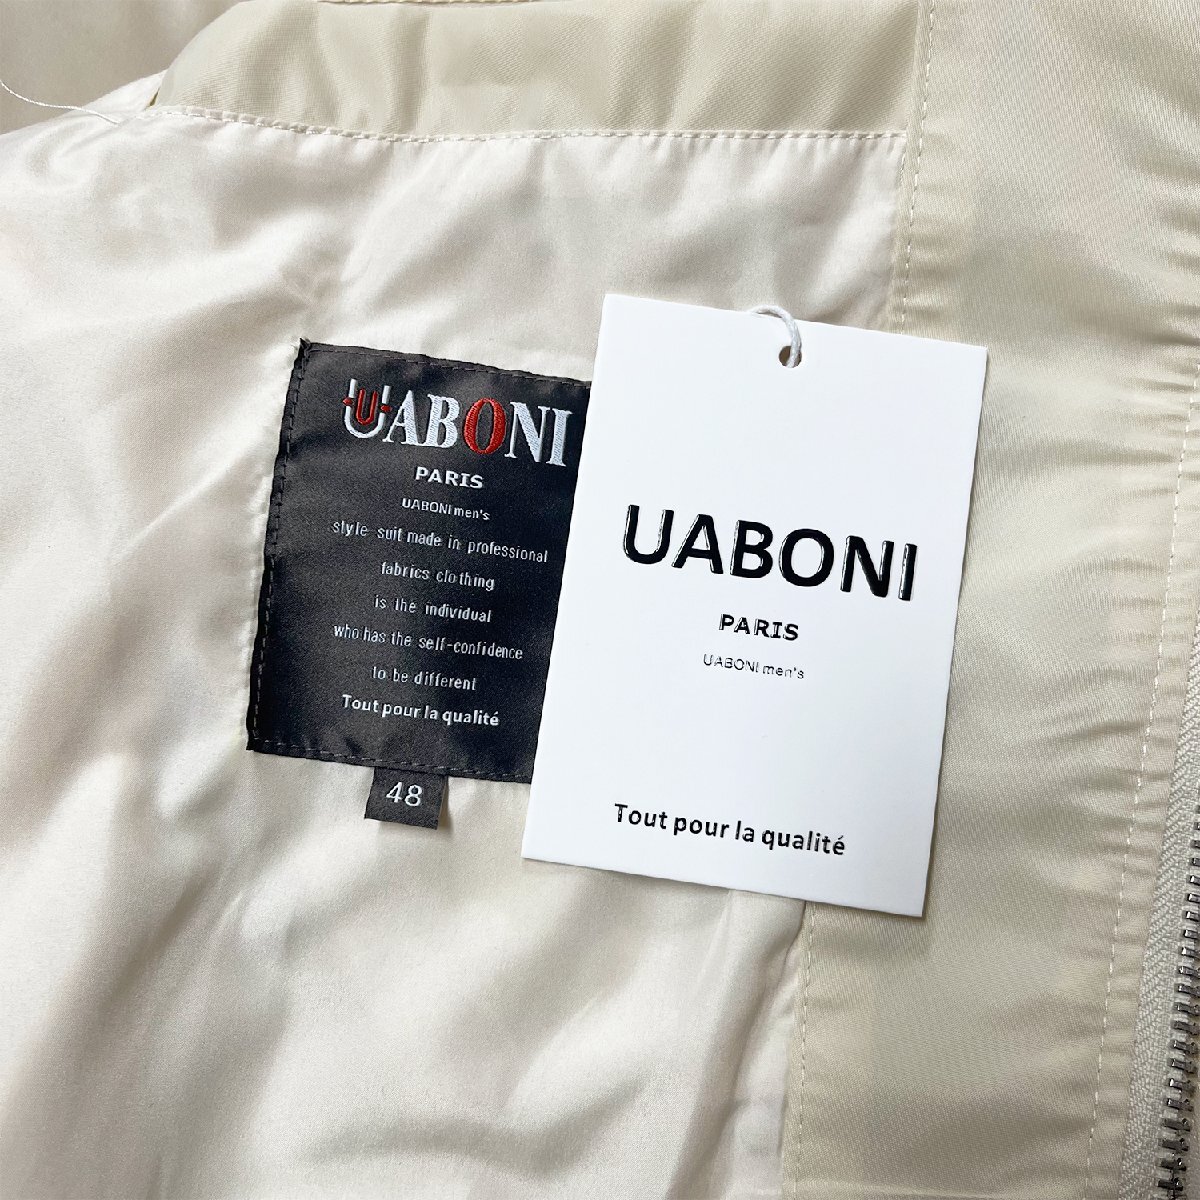 UABONI
PARIS
UABONI men's
style suit made in professional
fabrics clothing
is the individual
who has the self-confidence
to be different
Tout pour la qualité
48
UABONI
PARIS
UABONI men's
Tout pour la qualité